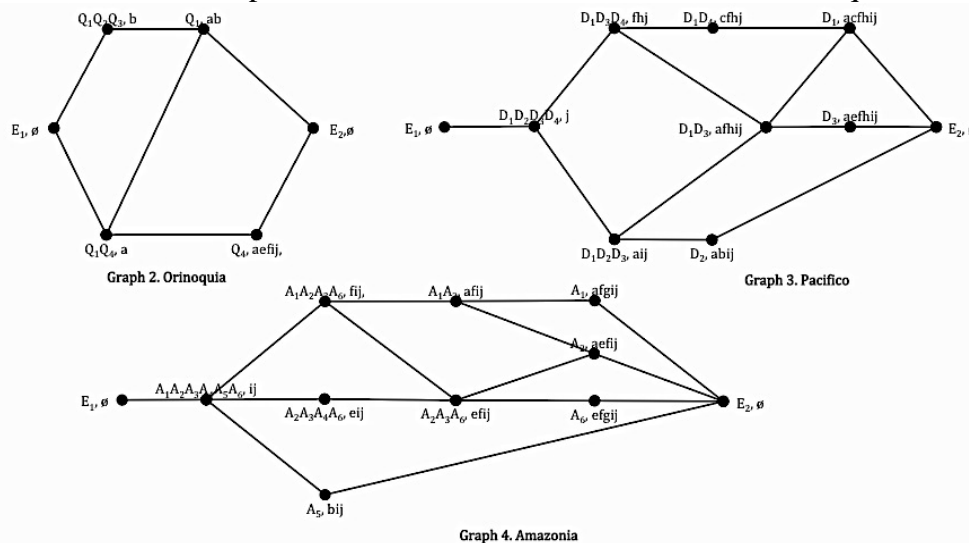 Q₁Q₂Q₃, b
Q₁, ab
E₁, ø
E₂,ø
Q₁Q₄, a
Q₄, aefij,
Graph 2. Orinoquia
D₁D₃D₄, fhj
D₁D₄, cfhj
D₁, acfhij
E₁, ø
D₁D₂D₃D₄, j
D₁D₃, afhij
D₃, aefhij
E₂,
D₁D₂D₃, aij
D₂, abij
Graph 3. Pacifico
A₁A₂A₃A₆, fij,
A₁A₃, afij
A₁, afgij
A₃, aefij
E₁, ø
A₁A₂A₃A₄A₅A₆, ij
A₂A₃A₄A₆, eij
A₂A₃A₆, efij
A₆, efgij
E₂, ø
A₅, bij
Graph 4. Amazonia